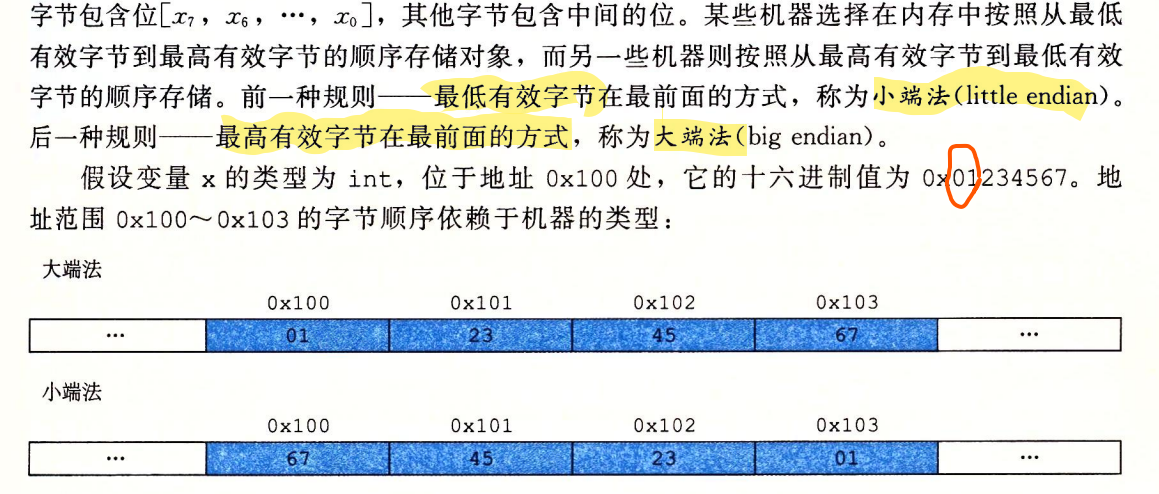 字节包含位[x₇，x₆，…，x₀]，其他字节包含中间的位。某些机器选择在内存中按照从最低
有效字节到最高有效字节的顺序存储对象，而另一些机器则按照从最高有效字节到最低有效
字节的顺序存储。前一种规则——最低有效字节在最前面的方式，称为小端法(little endian)。
后一种规则——最高有效字节在最前面的方式，称为大端法(big endian)。
假设变量 x 的类型为 int，位于地址 0x100 处，它的十六进制值为 0x01234567。地
址范围 0x100～0x103 的字节顺序依赖于机器的类型：
大端法
0x100 0x101 0x102 0x103
… 01 23 45 67 …
小端法
0x100 0x101 0x102 0x103
… 67 45 23 01 …